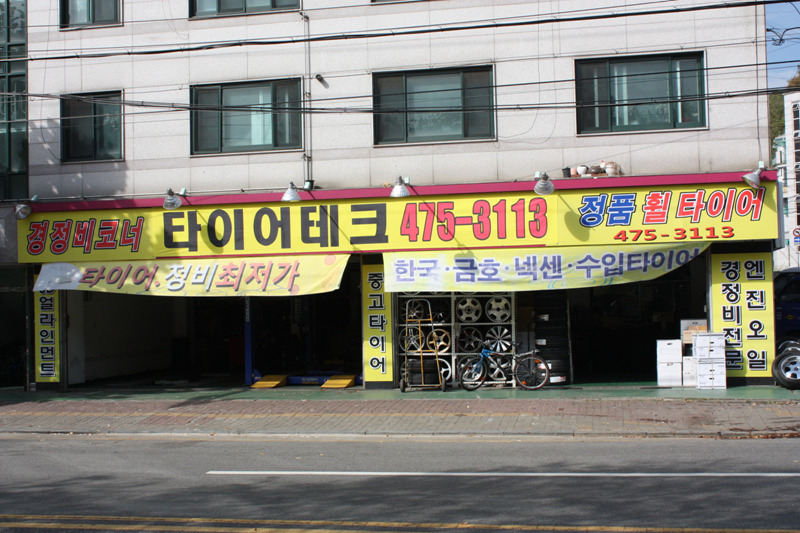 경정비코너 타이어테크 475-3113 정품 휠 타이어
475-3113
타이어.정비최저가
한국·금호·넥센·수입타이어
휠얼라인먼트
중고타이어
경정비전문
엔진오일